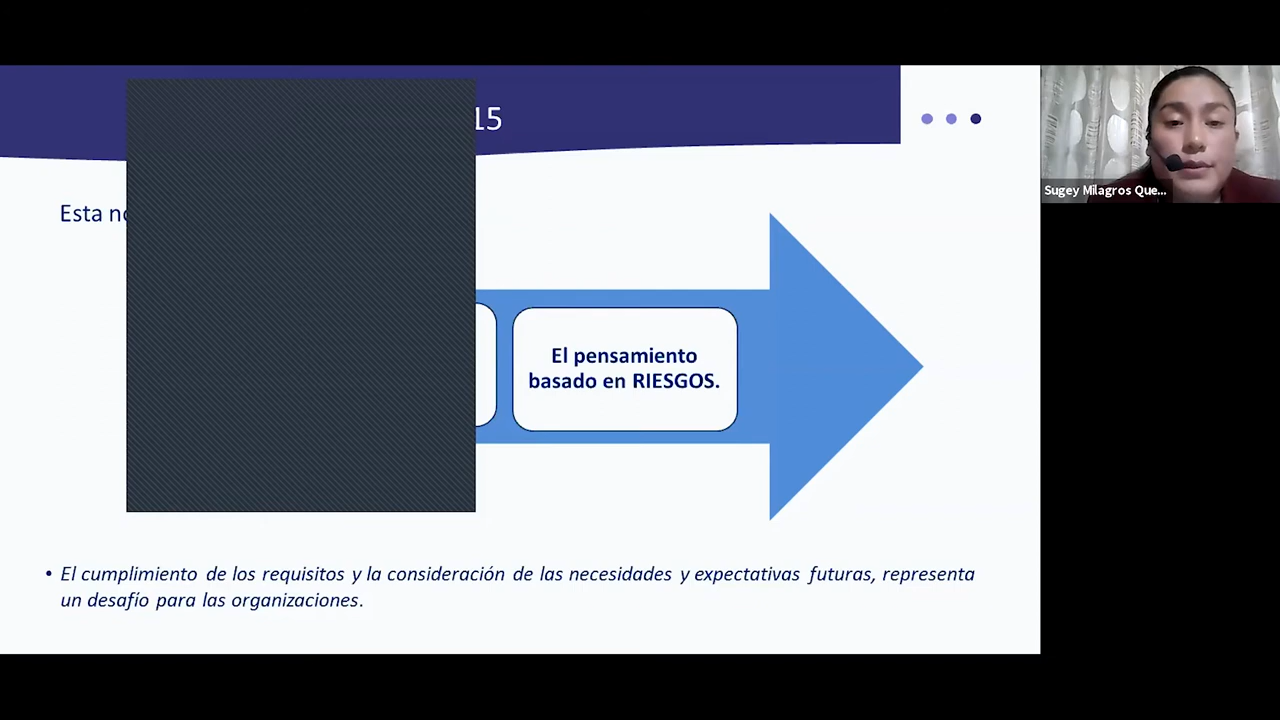 15
Esta
El pensamiento
basado en RIESGOS.
• El cumplimiento de los requisitos y la consideración de las necesidades y expectativas futuras, representa
un desafío para las organizaciones.
Sugey Milagros Que...